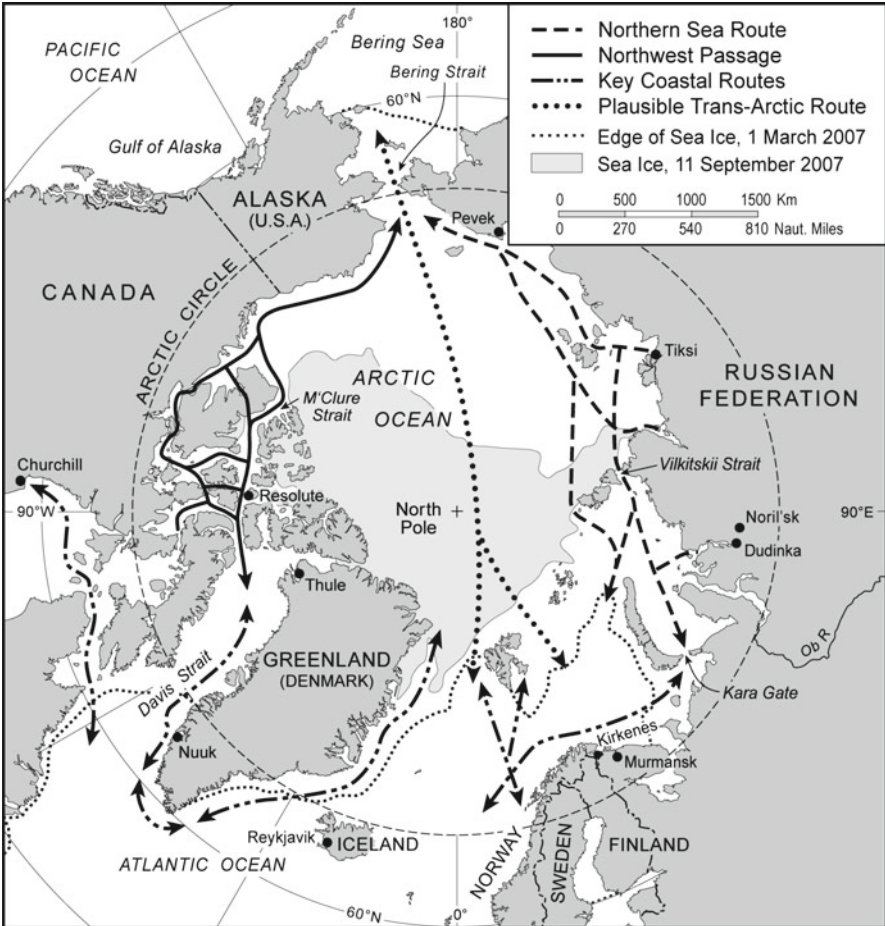 180°
PACIFIC
OCEAN
Bering Sea
Bering Strait
60°N
Gulf of Alaska
ALASKA
(U.S.A.)
Northern Sea Route
Northwest Passage
Key Coastal Routes
Plausible Trans-Arctic Route
Edge of Sea Ice, 1 March 2007
Sea Ice, 11 September 2007
0 500 1000 1500 Km
0 270 540 810 Naut. Miles
Pevek
CANADA
ARCTIC CIRCLE
Tiksi
RUSSIAN
FEDERATION
ARCTIC
OCEAN
M'Clure
Strait
Churchill
Vilkitskii Strait
Resolute
90°W
North
Pole
Noril'sk
90°E
Dudinka
Thule
GREENLAND
(DENMARK)
Davis Strait
Ob R
Kara Gate
Nuuk
Kirkenes
Murmansk
Reykjavik
ICELAND
NORWAY
SWEDEN
FINLAND
ATLANTIC OCEAN
60°N
0°